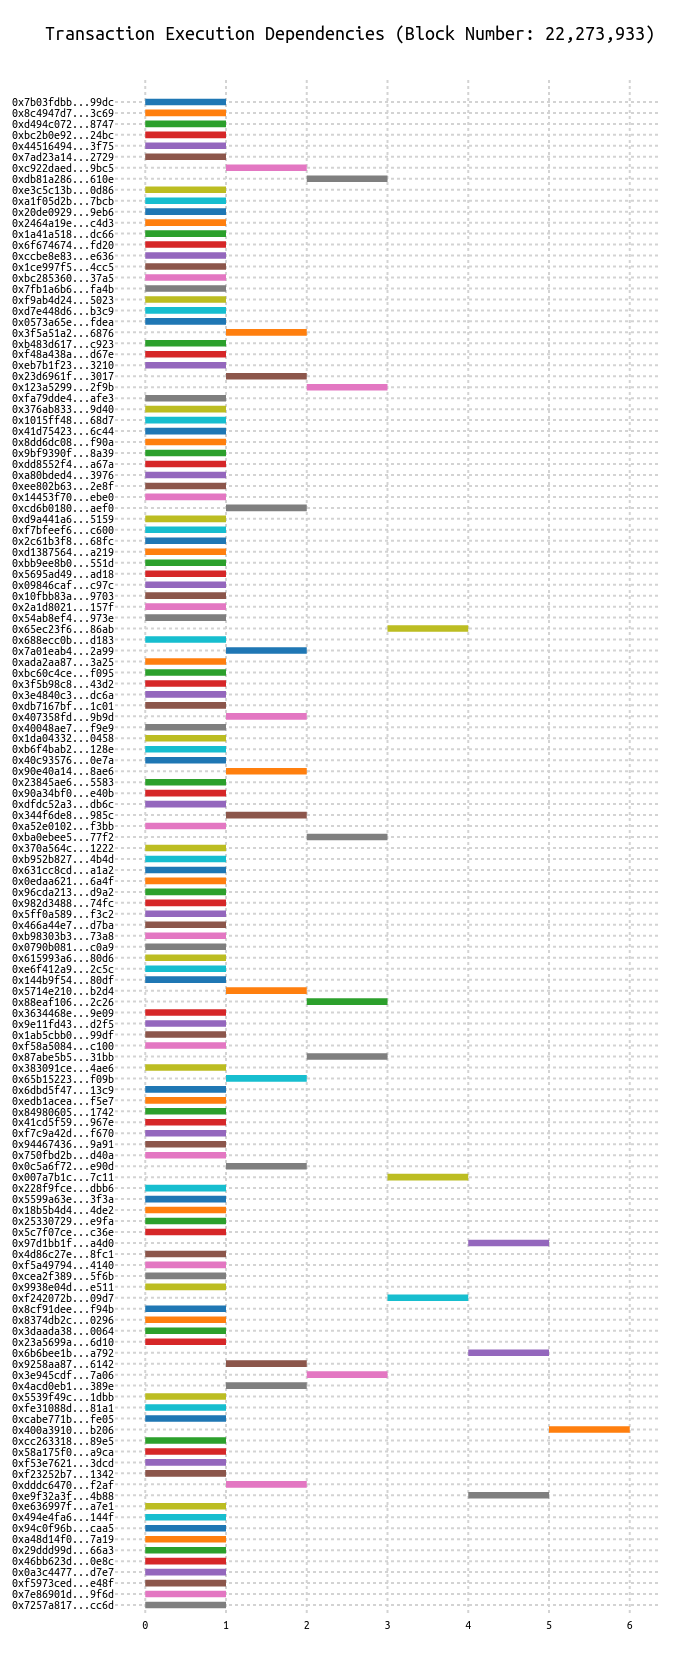 Transaction Execution Dependencies (Block Number: 22,273,933)
0x7b03fdbb...99dc
0x8c4947d7...3c69
0xd494c072...8747
0xbc2b0e92...24bc
0x44516494...3f75
0x7ad23a14...2729
0xc922daed...9bc5
0xdb81a286...610e
0xe3c5c13b...0d86
0xa1f05d2b...7bcb
0x20de0929...9eb6
0x2464a19e...c4d3
0x1a41a518...dc66
0x6f674674...fd20
0xccbe8e83...e636
0x1ce997f5...4cc5
0xbc285360...37a5
0x7fb1a6b6...fa4b
0xf9ab4d24...5023
0xd7e448d6...b3c9
0x0573a65e...fdea
0x3f5a51a2...6876
0xb483d617...c923
0xf48a438a...d67e
0xeb7b1f23...3210
0x23d6961f...3017
0x123a5299...2f9b
0xfa79dde4...afe3
0x376ab833...9d40
0x1015ff48...68d7
0x41d75423...6c44
0x8dd6dc08...f90a
0x9bf9390f...8a39
0xdd8552f4...a67a
0xa80bded4...3976
0xee802b63...2e8f
0x14453f70...ebe0
0xcd6b0180...aef0
0xd9a441a6...5159
0xf7bfeef6...c600
0x2c61b3f8...68fc
0xd1387564...a219
0xbb9ee8b0...551d
0x5695ad49...ad18
0x09846caf...c97c
0x10fbb83a...9703
0x2a1d8021...157f
0x54ab8ef4...973e
0x65ec23f6...86ab
0x688ecc0b...d183
0x7a01eab4...2a99
0xada2aa87...3a25
0xbc60c4ce...f095
0x3f5b98c8...43d2
0x3e4840c3...dc6a
0xdb7167bf...1c01
0x407358fd...9b9d
0x40048ae7...f9e9
0x1da04332...0458
0xb6f4bab2...128e
0x40c93576...0e7a
0x90e40a14...8ae6
0x23845ae6...5583
0x90a34bf0...e40b
0xdfdc52a3...db6c
0x344f6de8...985c
0xa52e0102...f3bb
0xba0ebee5...77f2
0x370a564c...1222
0xb952b827...4b4d
0x631cc8cd...a1a2
0x0edaa621...6a4f
0x96cda213...d9a2
0x982d3488...74fc
0x5ff0a589...f3c2
0x466a44e7...d7ba
0xb98303b3...73a8
0x0790b081...c0a9
0x615993a6...80d6
0xe6f412a9...2c5c
0x144b9f54...80df
0x5714e210...b2d4
0x88eaf106...2c26
0x3634468e...9e09
0x9e11fd43...d2f5
0x1ab5cbb0...99df
0xf58a5084...c100
0x87abe5b5...31bb
0x383091ce...4ae6
0x65b15223...f09b
0x6dbd5f47...13c9
0xedb1acea...f5e7
0x84980605...1742
0x41cd5f59...967e
0xf7c9a42d...f670
0x94467436...9a91
0x750fbd2b...d40a
0x0c5a6f72...e90d
0x007a7b1c...7c11
0x228f9fce...dbb6
0x5599a63e...3f3a
0x18b5b4d4...4de2
0x25330729...e9fa
0x5c7f07ce...c36e
0x97d1bb1f...a4d0
0x4d86c27e...8fc1
0xf5a49794...4140
0xcea2f389...5f6b
0x9938e04d...e511
0xf242072b...09d7
0x8cf91dee...f94b
0x8374db2c...0296
0x3daada38...0064
0x23a5699a...6d10
0x6b6bee1b...a792
0x9258aa87...6142
0x3e945cdf...7a06
0x4acd0eb1...389e
0x5539f49c...1dbb
0xfe31088d...81a1
0xcabe771b...fe05
0x400a3910...b206
0xcc263318...89e5
0x58a175f0...a9ca
0xf53e7621...3dcd
0xf23252b7...1342
0xdddc6470...f2af
0xe9f32a3f...4b88
0xe636997f...a7e1
0x494e4fa6...144f
0x94c0f96b...caa5
0xa48d14f0...7a19
0x29ddd99d...66a3
0x46bb623d...0e8c
0x0a3c4477...d7e7
0xf5973ced...e48f
0x7e86901d...9f6d
0x7257a817...cc6d
0 1 2 3 4 5 6